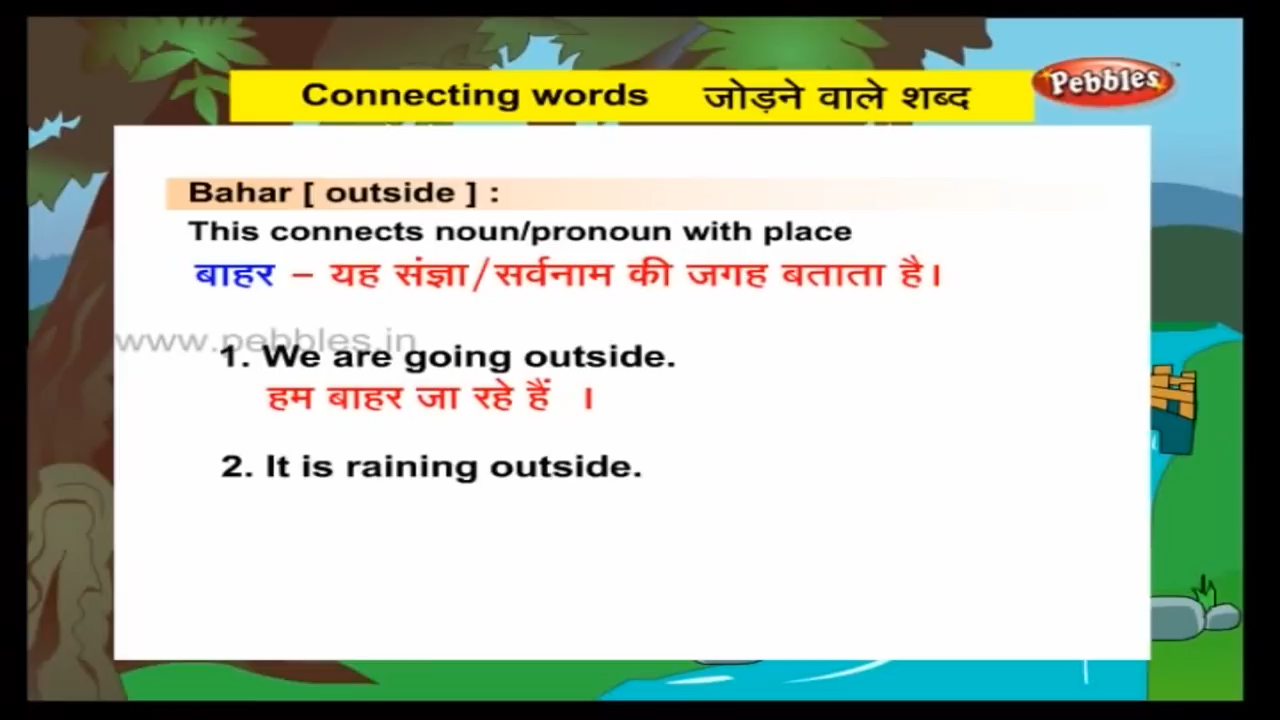 Connecting words जोड़ने वाले शब्द
Pebbles
Bahar [ outside ] :
This connects noun/pronoun with place
बाहर – यह संज्ञा/सर्वनाम की जगह बताता है।
www.pebbles.in
1. We are going outside.
हम बाहर जा रहे हैं ।
2. It is raining outside.